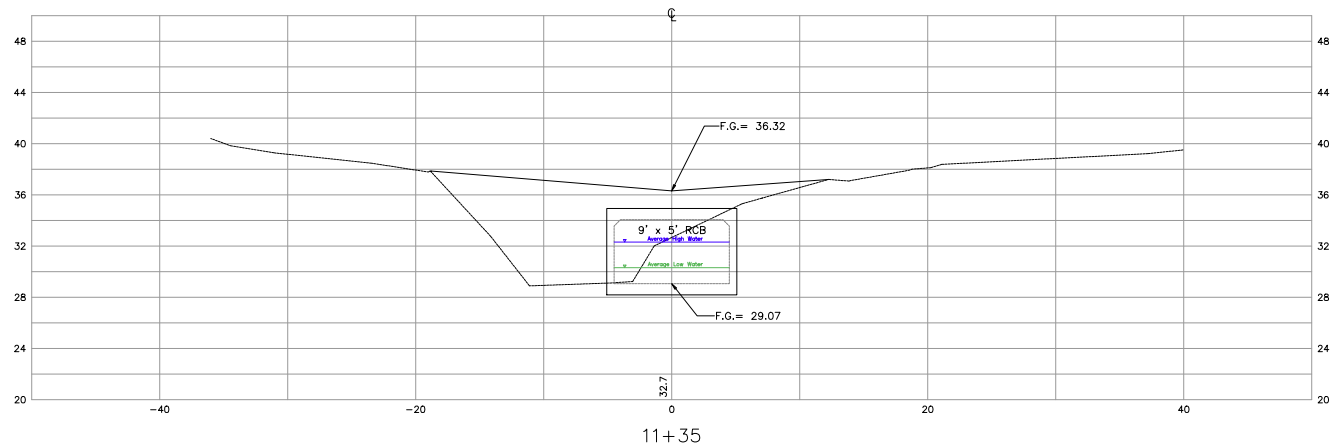 ℄
48 48
44 44
F.G.= 36.32
40 40
36 36
9' x 5' RCB
Average High Water
32 32
Average Low Water
28 28
F.G.= 29.07
24 24
32.7
20 20
-40 -20 0 20 40
11+35